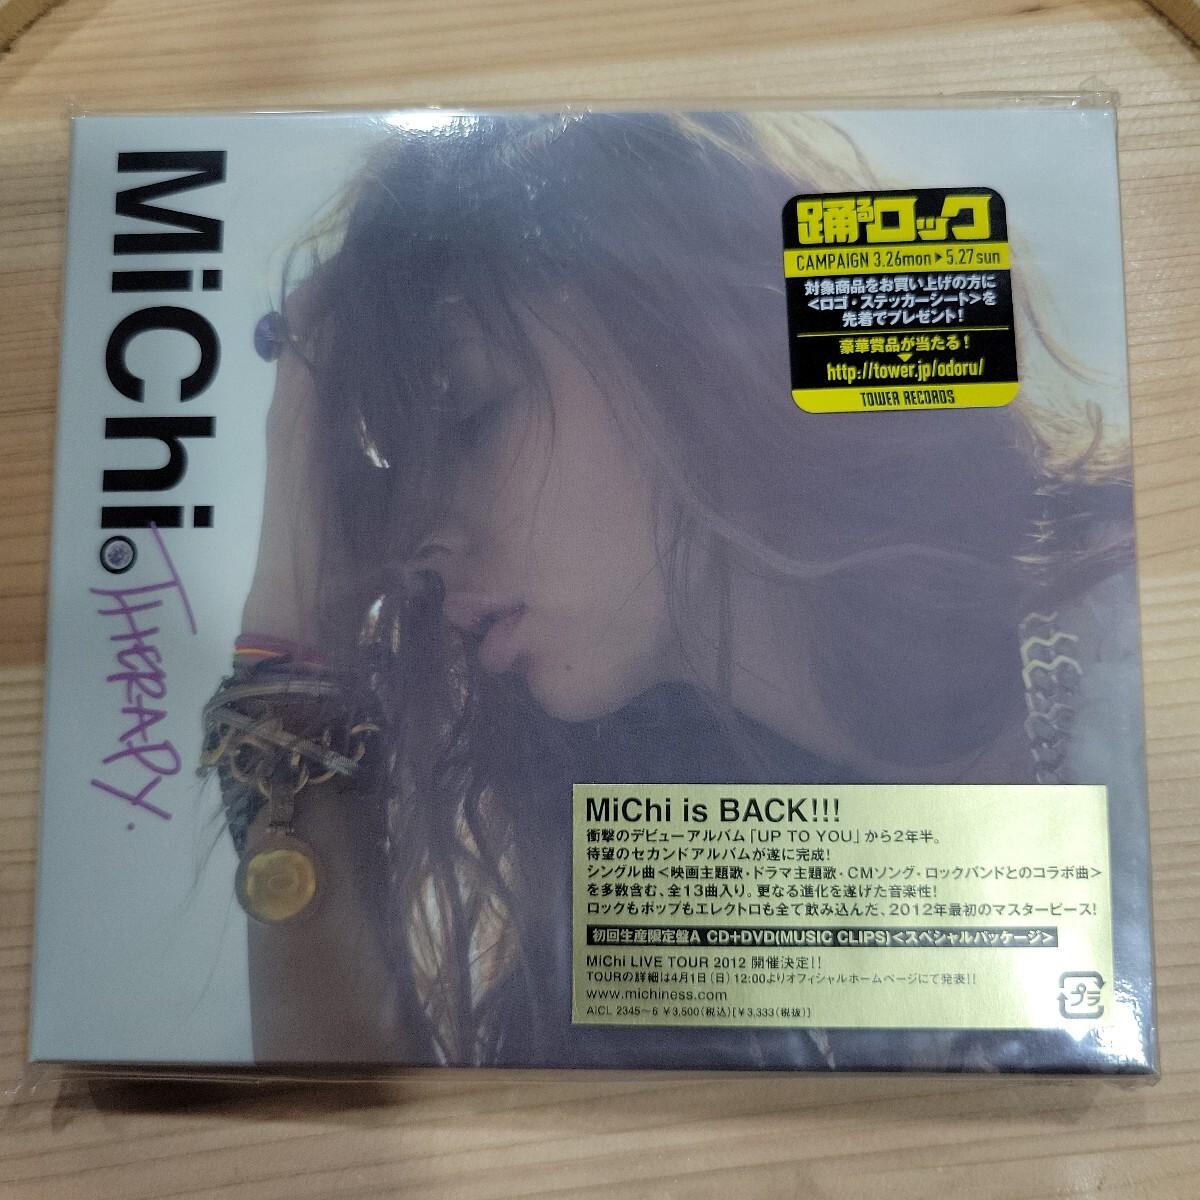 MiChi.
THERAPY.
踊るロック
CAMPAIGN 3.26mon▶5.27sun
対象商品をお買い上げの方に
<ロゴ・ステッカーシート>を
先着でプレゼント!
豪華賞品が当たる!
http://tower.jp/odoru/
TOWER RECORDS
MiChi is BACK!!!
衝撃のデビューアルバム「UP TO YOU」から2年半。
待望のセカンドアルバムが遂に完成!
シングル曲<映画主題歌・ドラマ主題歌・CMソング・ロックバンドとのコラボ曲>
を多数含む、全13曲入り。更なる進化を遂げた音楽性!
ロックもポップもエレクトロも全て飲み込んだ、2012年最初のマスターピース!
初回生産限定盤A CD+DVD(MUSIC CLIPS)<スペシャルパッケージ>
MiChi LIVE TOUR 2012 開催決定!!
TOURの詳細は4月1日(日)12:00よりオフィシャルホームページにて発表!!
www.michiness.com
AICL 2345~6 ¥3,500(税込)[¥3,333(税抜)]
プラ